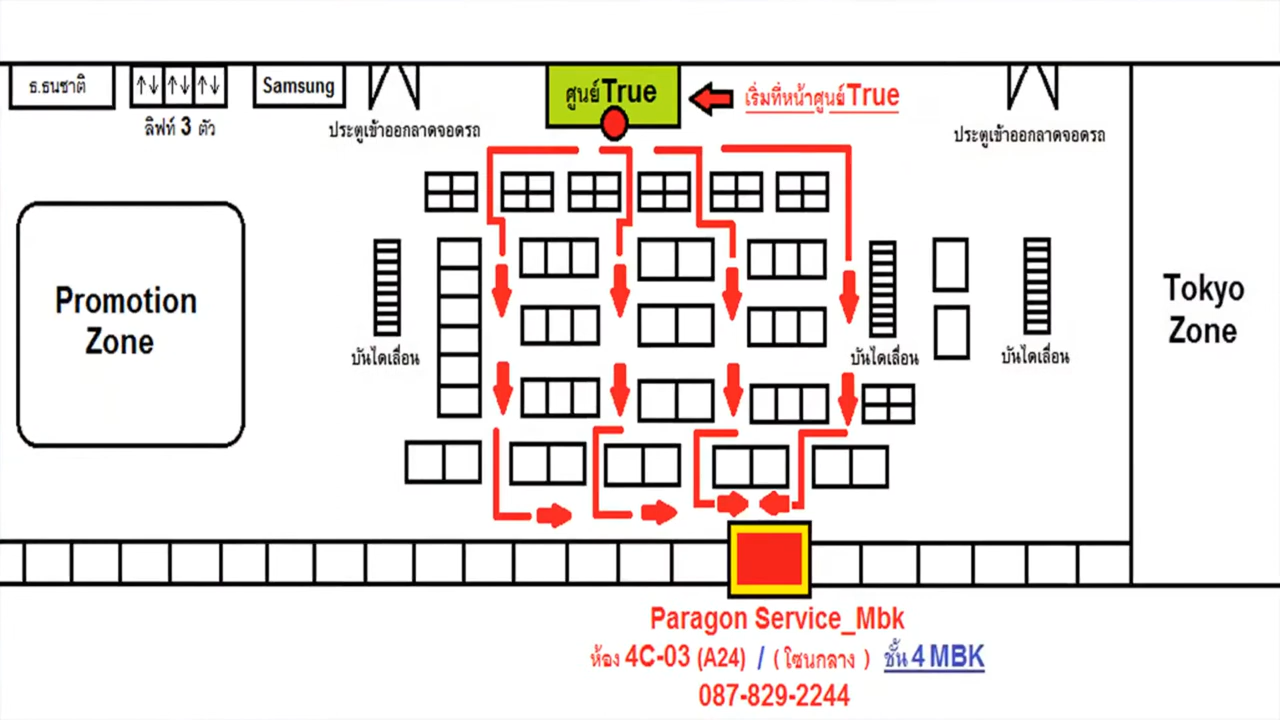 ธ.ธนชาติ
↑↓ ↑↓ ↑↓
ลิฟท์ 3 ตัว
Samsung
ประตูเข้าออกลาดจอดรถ
ศูนย์True
เริ่มที่หน้าศูนย์True
ประตูเข้าออกลาดจอดรถ
Promotion
Zone
บันไดเลื่อน
บันไดเลื่อน
บันไดเลื่อน
Tokyo
Zone
Paragon Service_Mbk
ห้อง 4C-03 (A24) / ( โซนกลาง ) ชั้น 4 MBK
087-829-2244